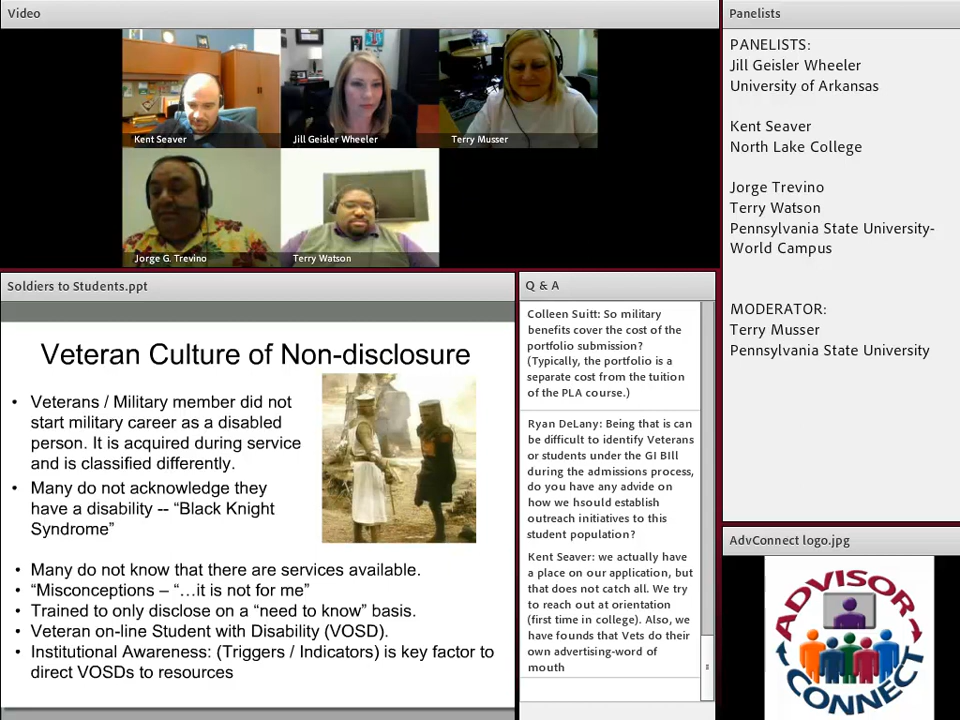 Video
Kent Seaver
Jill Geisler Wheeler
Terry Musser
Jorge G. Trevino
Terry Watson
Panelists
PANELISTS:
Jill Geisler Wheeler
University of Arkansas
Kent Seaver
North Lake College
Jorge Trevino
Terry Watson
Pennsylvania State University-
World Campus
MODERATOR:
Terry Musser
Pennsylvania State University
Soldiers to Students.ppt
Veteran Culture of Non-disclosure
• Veterans / Military member did not
start military career as a disabled
person. It is acquired during service
and is classified differently.
• Many do not acknowledge they
have a disability -- “Black Knight
Syndrome”
• Many do not know that there are services available.
• “Misconceptions – “…it is not for me”
• Trained to only disclose on a “need to know” basis.
• Veteran on-line Student with Disability (VOSD).
• Institutional Awareness: (Triggers / Indicators) is key factor to
direct VOSDs to resources
Q & A
Colleen Suitt: So military
benefits cover the cost of the
portfolio submission?
(Typically, the portfolio is a
separate cost from the tuition
of the PLA course.)
Ryan DeLany: Being that is can
be difficult to identify Veterans
or students under the GI BIll
during the admissions process,
do you have any advide on
how we hsould establish
outreach initiatives to this
student population?
Kent Seaver: we actually have
a place on our application, but
that does not catch all. We try
to reach out at orientation
(first time in college). Also, we
have founds that Vets do their
own advertising-word of
mouth
AdvConnect logo.jpg
ADVISOR
CONNECT